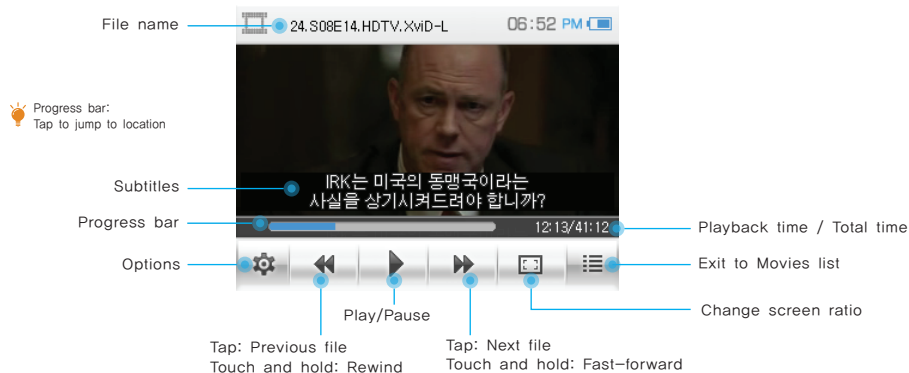 File name
24.S08E14.HDTV.XviD-L
06:52 PM
Progress bar:
Tap to jump to location
Subtitles
IRK는 미국의 동맹국이라는
사실을 상기시켜드려야 합니까?
Progress bar
12:13/41:12
Playback time / Total time
Options
Exit to Movies list
Play/Pause
Change screen ratio
Tap: Previous file
Touch and hold: Rewind
Tap: Next file
Touch and hold: Fast-forward